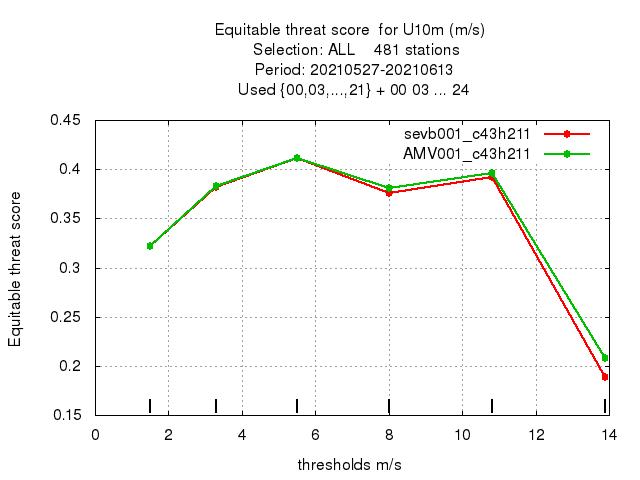 Equitable threat score  for U10m (m/s)
Selection: ALL    481 stations
Period: 20210527-20210613
Used {00,03,...,21} + 00 03 ... 24
sevb001_c43h211
AMV001_c43h211
Equitable threat score
0.45
0.4
0.35
0.3
0.25
0.2
0.15
0 2 4 6 8 10 12 14
thresholds m/s